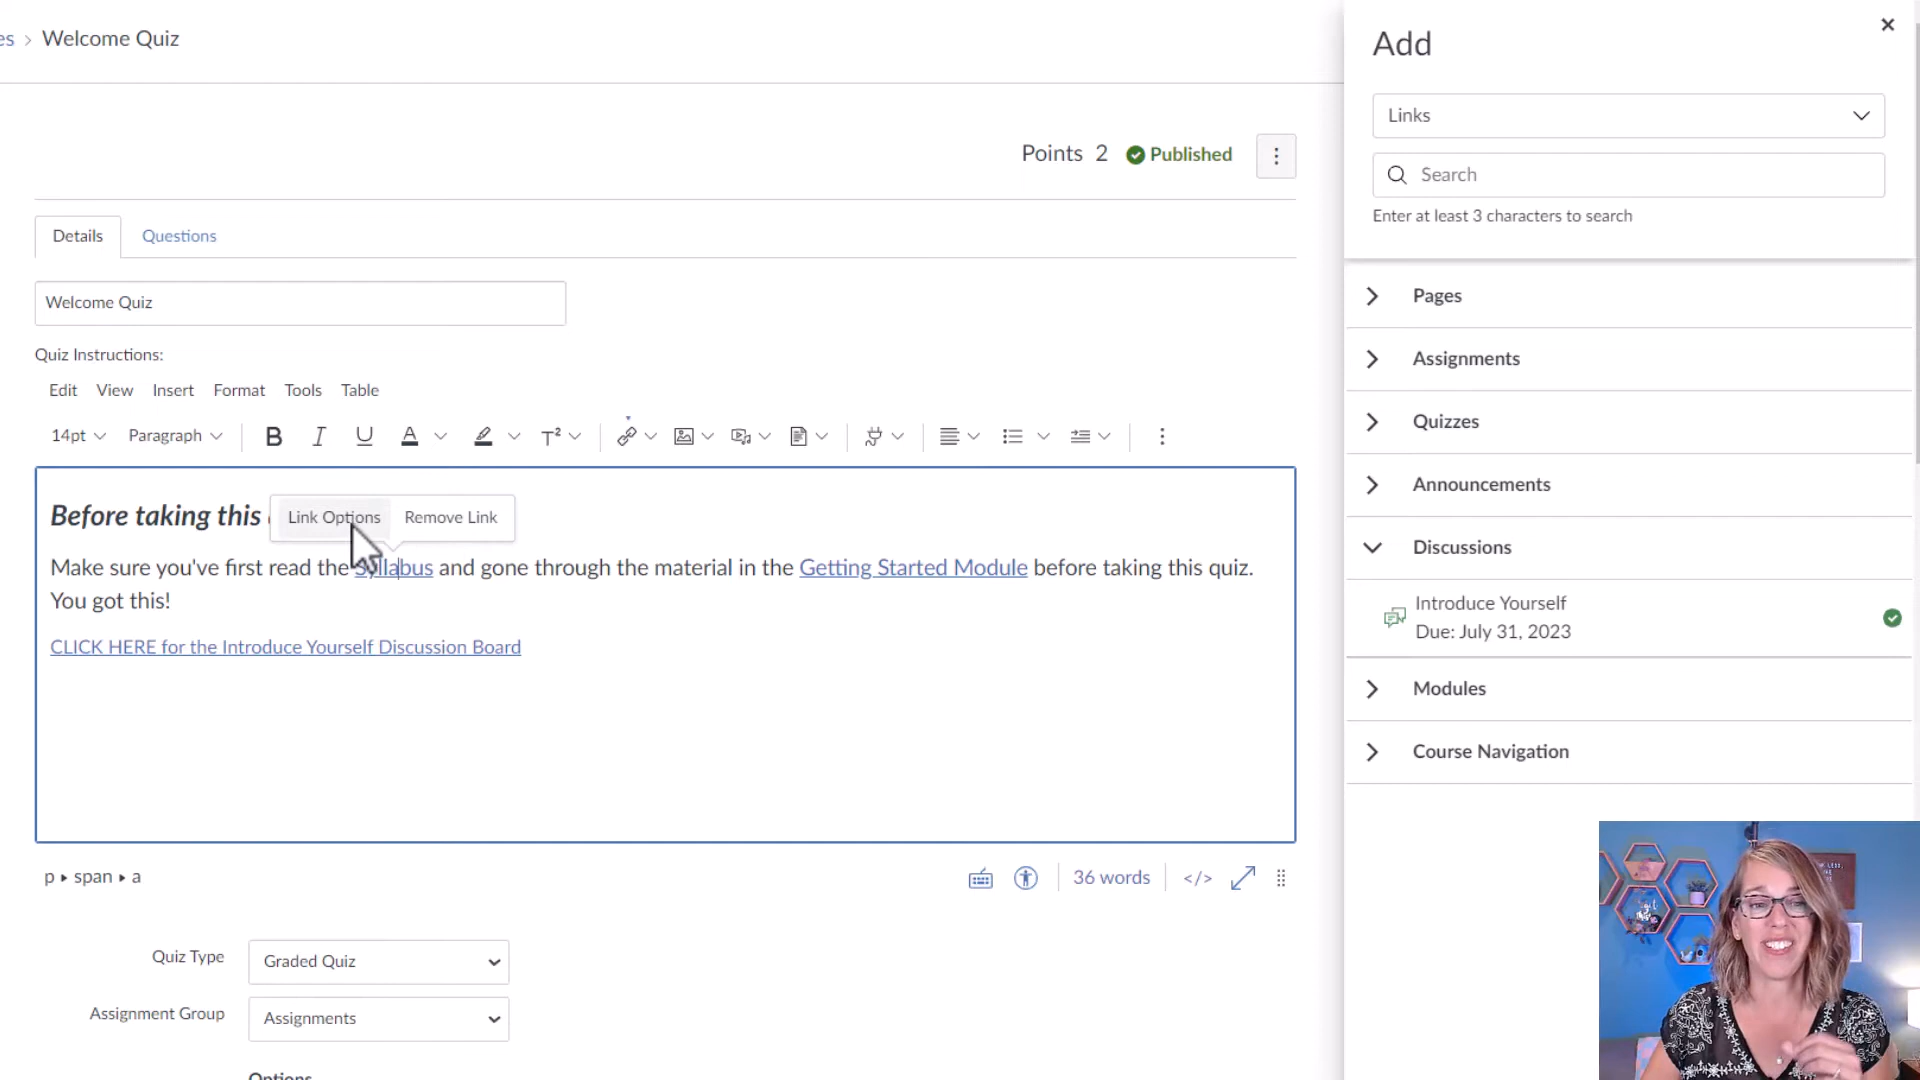 es > Welcome Quiz
Points 2 Published
Details Questions
Welcome Quiz
Quiz Instructions:
Edit View Insert Format Tools Table
14pt Paragraph
Before taking this
Link Options Remove Link
Make sure you've first read the Syllabus and gone through the material in the Getting Started Module before taking this quiz.
You got this!
CLICK HERE for the Introduce Yourself Discussion Board
p ▸ span ▸ a
36 words </>
Quiz Type Graded Quiz
Assignment Group Assignments
Options
Add
Links
Search
Enter at least 3 characters to search
Pages
Assignments
Quizzes
Announcements
Discussions
Introduce Yourself
Due: July 31, 2023
Modules
Course Navigation